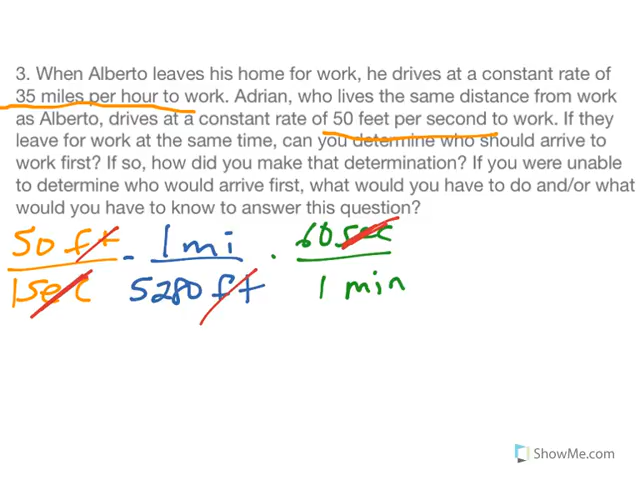 3. When Alberto leaves his home for work, he drives at a constant rate of
35 miles per hour to work. Adrian, who lives the same distance from work
as Alberto, drives at a constant rate of 50 feet per second to work. If they
leave for work at the same time, can you determine who should arrive to
work first? If so, how did you make that determination? If you were unable
to determine who would arrive first, what would you have to do and/or what
would you have to know to answer this question?
50 ft · 1 mi · 60 sec
1 sec 5280 ft 1 min
ShowMe.com